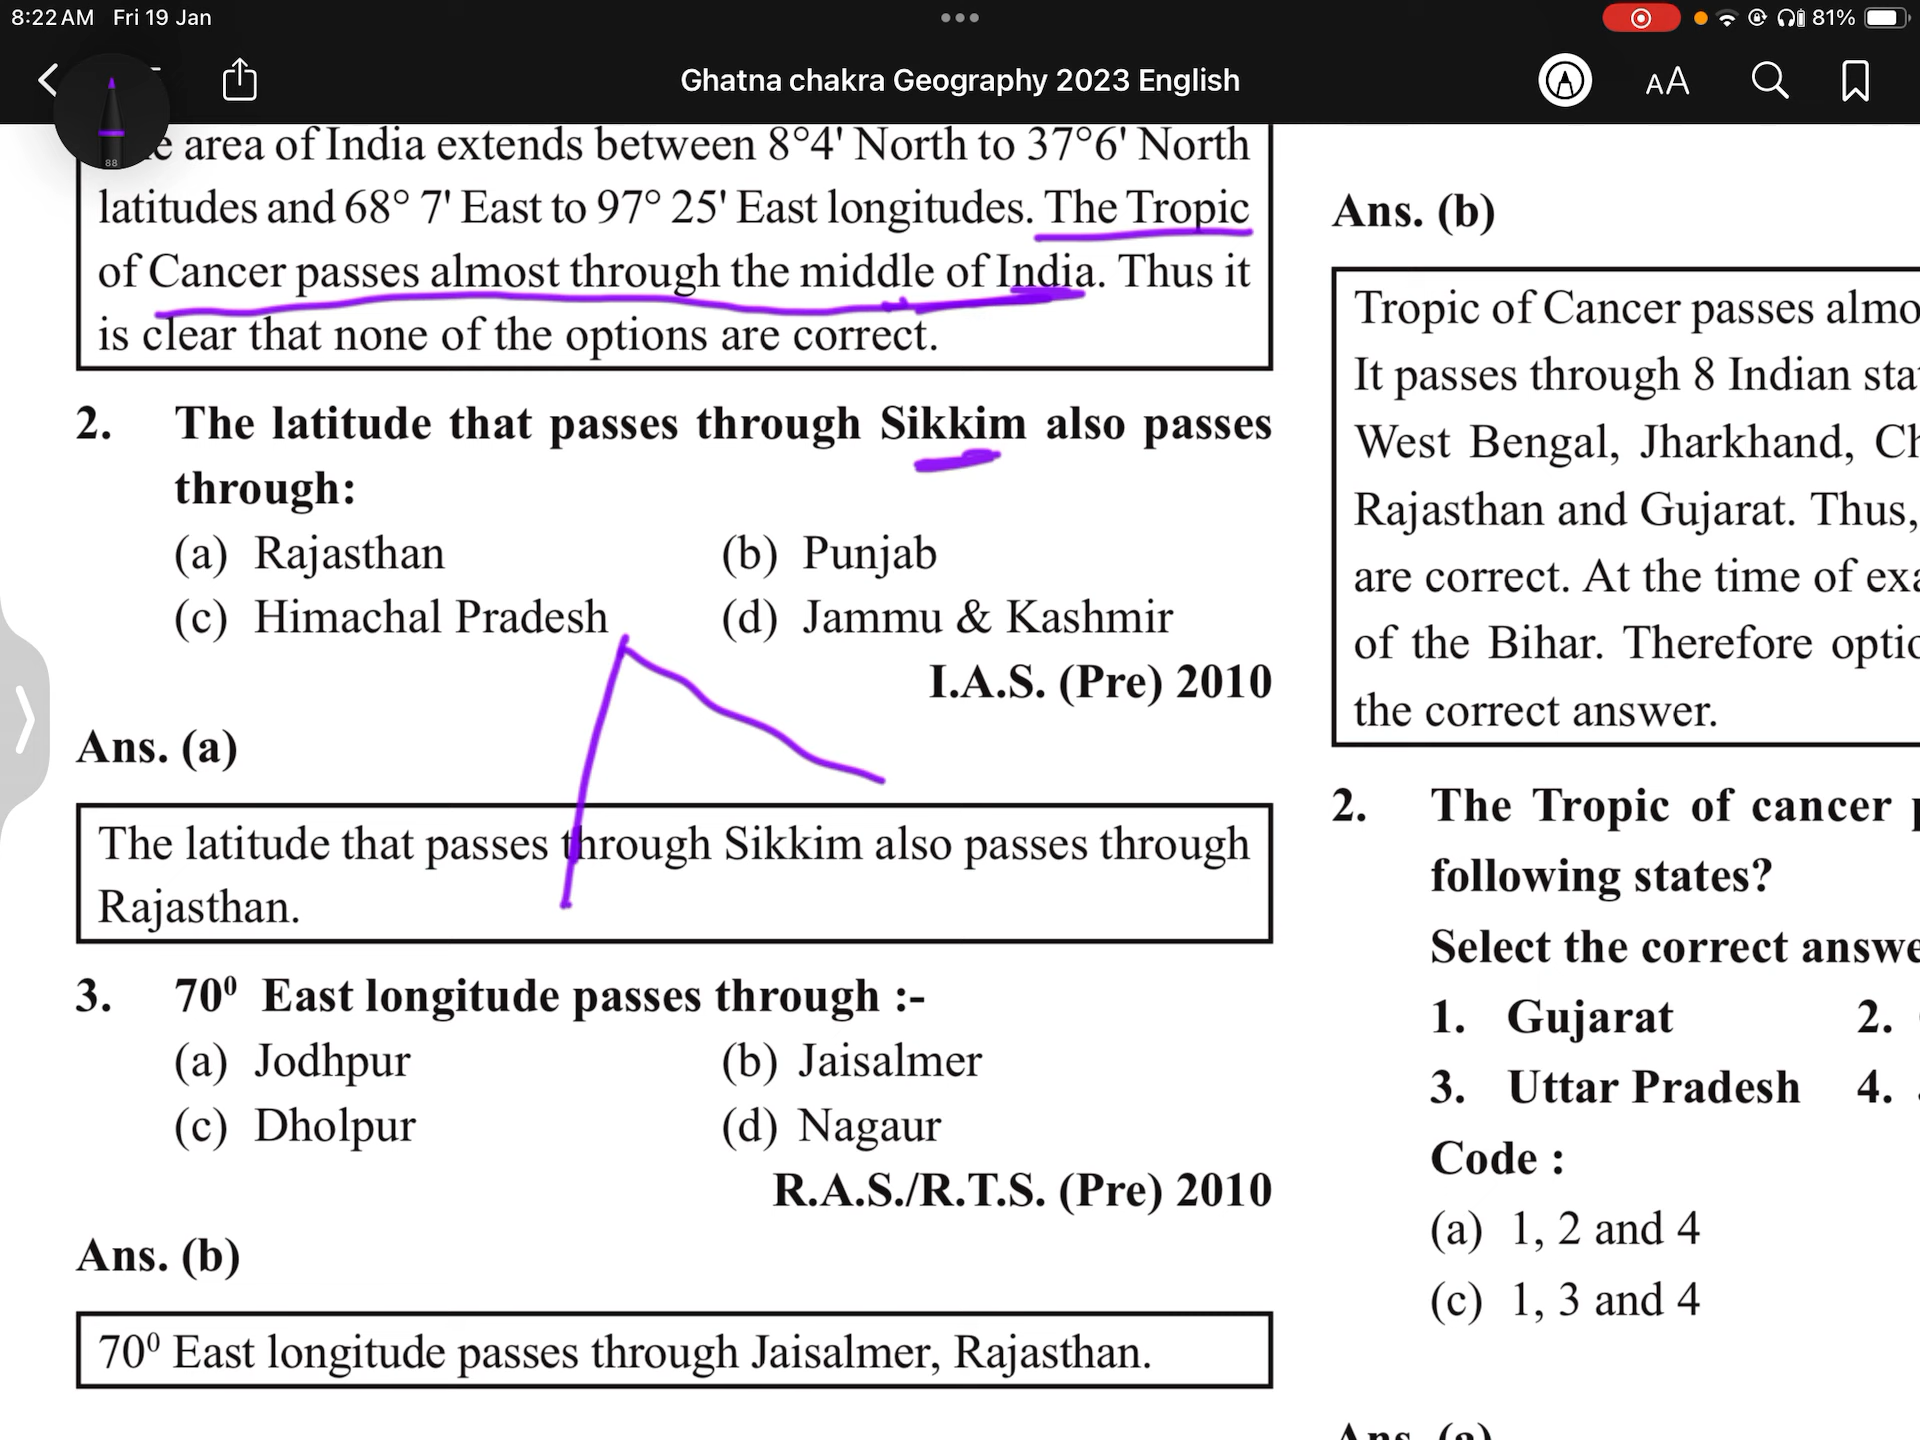 8:22 AM Fri 19 Jan
81%
Ghatna chakra Geography 2023 English
AA
88
area of India extends between 8°4' North to 37°6' North
latitudes and 68° 7' East to 97° 25' East longitudes. The Tropic
of Cancer passes almost through the middle of India. Thus it
is clear that none of the options are correct.
2. The latitude that passes through Sikkim also passes
through:
(a) Rajasthan (b) Punjab
(c) Himachal Pradesh (d) Jammu & Kashmir
I.A.S. (Pre) 2010
Ans. (a)
The latitude that passes through Sikkim also passes through
Rajasthan.
3. 70⁰ East longitude passes through :-
(a) Jodhpur (b) Jaisalmer
(c) Dholpur (d) Nagaur
R.A.S./R.T.S. (Pre) 2010
Ans. (b)
70⁰ East longitude passes through Jaisalmer, Rajasthan.
Ans. (b)
Tropic of Cancer passes almo
It passes through 8 Indian sta
West Bengal, Jharkhand, Ch
Rajasthan and Gujarat. Thus,
are correct. At the time of exa
of the Bihar. Therefore optio
the correct answer.
2. The Tropic of cancer
following states?
Select the correct answe
1. Gujarat 2.
3. Uttar Pradesh 4.
Code :
(a) 1, 2 and 4
(c) 1, 3 and 4
Ans. (a)